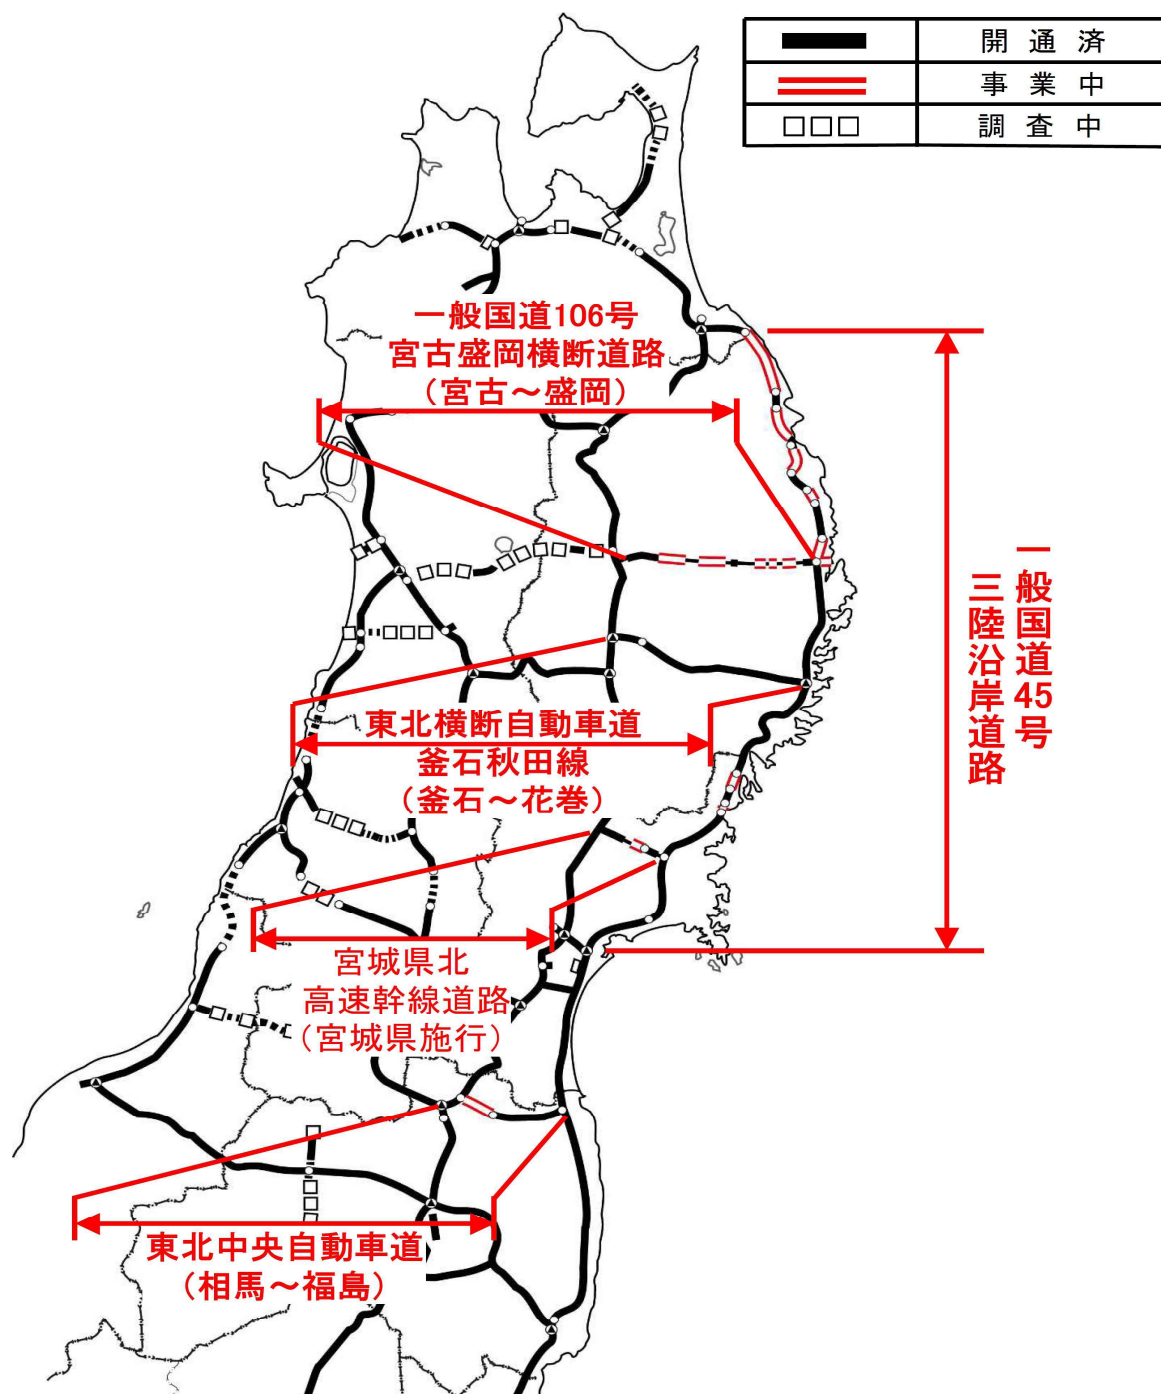 開通済
事業中
調査中
一般国道106号
宮古盛岡横断道路
（宮古～盛岡）
一般国道45号
三陸沿岸道路
東北横断自動車道
釜石秋田線
（釜石～花巻）
宮城県北
高速幹線道路
（宮城県施行）
東北中央自動車道
（相馬～福島）